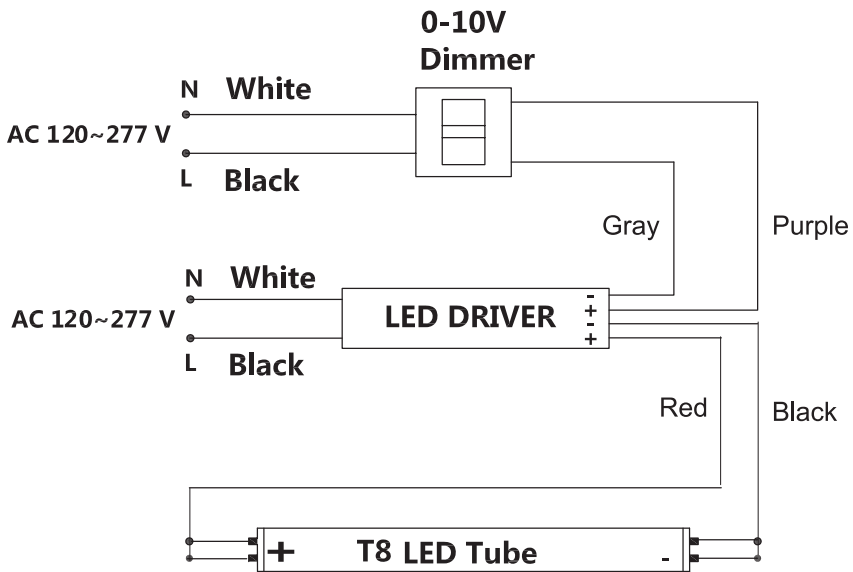 0-10V
Dimmer
N White
AC 120~277 V
L Black
Gray
Purple
N White
AC 120~277 V
L Black
LED DRIVER
-
+
-
+
Red
Black
+ T8 LED Tube -